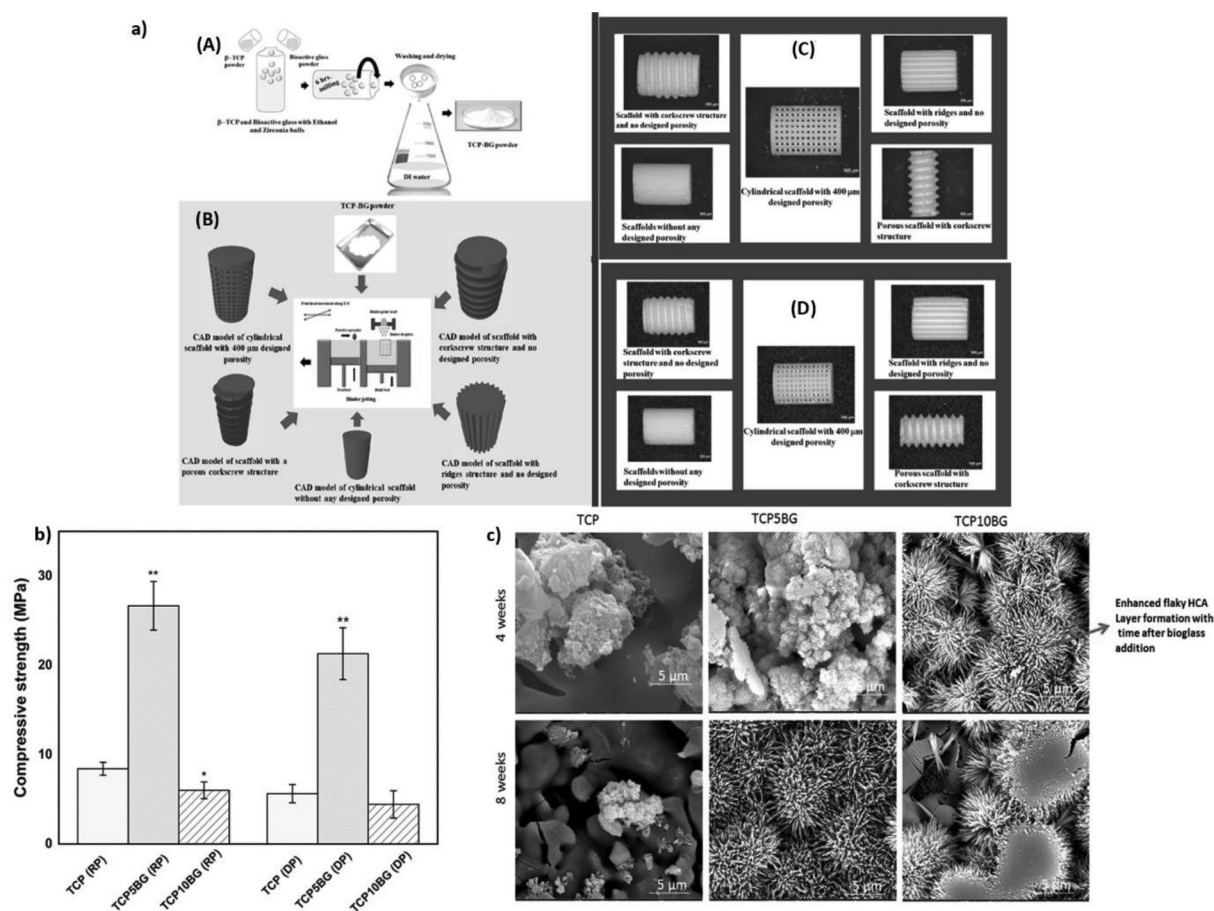 a)
(A)
β-TCP
powder
Bioactive glass
powder
6 hrs.
milling
Washing and drying
β-TCP and Bioactive glass with Ethanol
and Zirconia balls
DI water
TCP-BG powder
(B)
TCP-BG powder
CAD model of cylindrical
scaffold with 400 µm designed
porosity
CAD model of scaffold with
corkscrew structure and no
designed porosity
Binder jetting
CAD model of scaffold with a
porous corkscrew structure
CAD model of cylindrical scaffold
without any designed porosity
CAD model of scaffold with
ridges structure and no designed
porosity
(C)
Scaffold with corkscrew structure
and no designed porosity
Scaffold with ridges and no
designed porosity
Cylindrical scaffold with 400 µm
designed porosity
Scaffolds without any
designed porosity
Porous scaffold with corkscrew
structure
(D)
Scaffold with corkscrew
structure and no designed
porosity
Scaffold with ridges and no
designed porosity
Cylindrical scaffold with 400 µm
designed porosity
Scaffolds without any
designed porosity
Porous scaffold with
corkscrew structure
b)
Compressive strength (MPa)
30
20
10
0
**
*
**
TCP (RP)
TCP5BG (RP)
TCP10BG (RP)
TCP (DP)
TCP5BG (DP)
TCP10BG (DP)
c)
TCP
TCP5BG
TCP10BG
4 weeks
5 µm
5 µm
5 µm
8 weeks
5 µm
5 µm
5 µm
Enhanced flaky HCA
Layer formation with
time after bioglass
addition